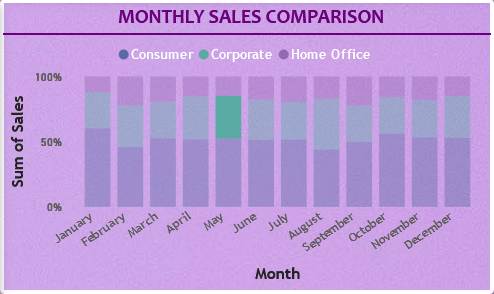 MONTHLY SALES COMPARISON
Consumer Corporate Home Office
100%
50%
0%
Sum of Sales
January February March April May June July August September October November December
Month